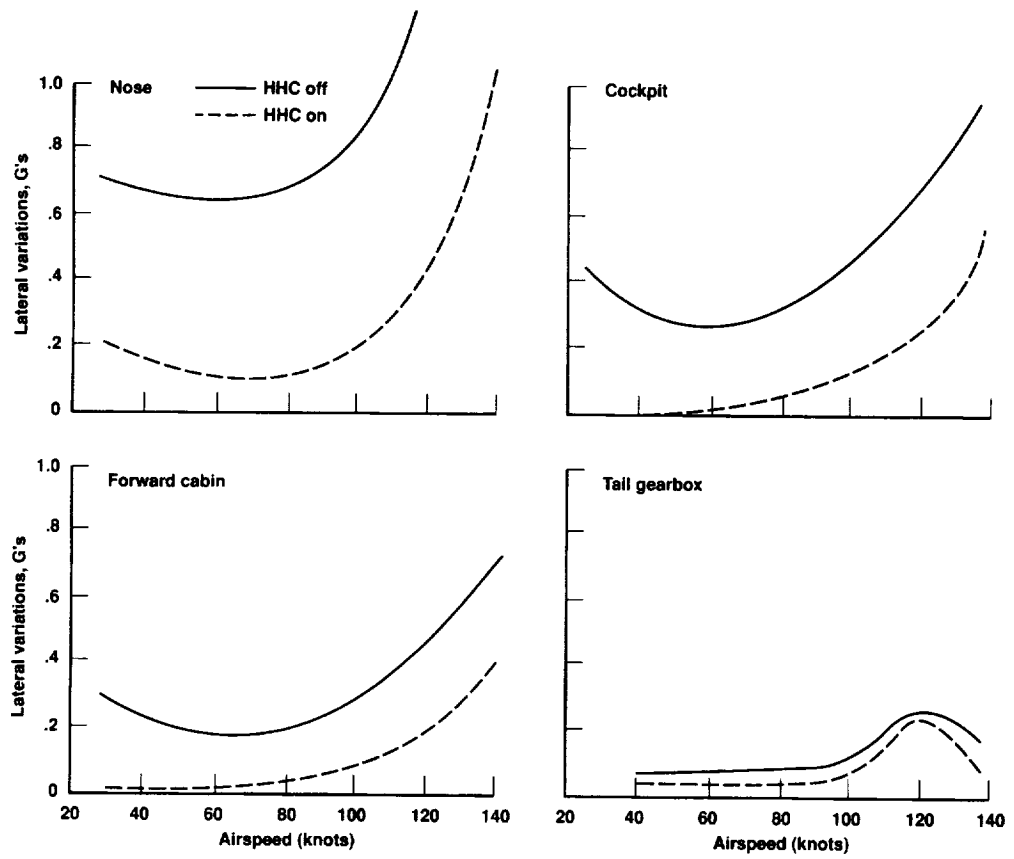 Nose
HHC off
HHC on
Lateral variations, G's
1.0
.8
.6
.4
.2
0
Cockpit
Forward cabin
Lateral variations, G's
1.0
.8
.6
.4
.2
0
20 40 60 80 100 120 140
Airspeed (knots)
Tail gearbox
20 40 60 80 100 120 140
Airspeed (knots)